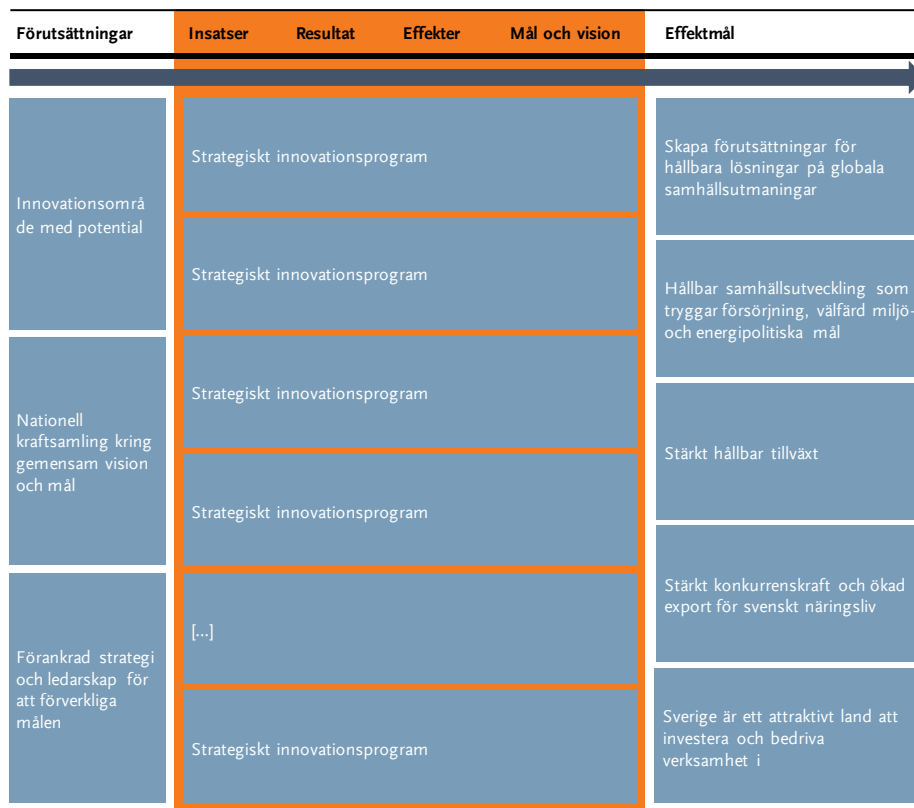 Förutsättningar
Insatser
Resultat
Effekter
Mål och vision
Effektmål
Innovationsområ
de med potential
Nationell
kraftsamling kring
gemensam vision
och mål
Förankrad strategi
och ledarskap för
att förverkliga
målen
Strategiskt innovationsprogram
Strategiskt innovationsprogram
Strategiskt innovationsprogram
Strategiskt innovationsprogram
[...]
Strategiskt innovationsprogram
Skapa förutsättningar för
hållbara lösningar på globala
samhällsutmaningar
Hållbar samhällsutveckling som
tryggar försörjning, välfärd miljö-
och energipolitiska mål
Stärkt hållbar tillväxt
Stärkt konkurrenskraft och ökad
export för svenskt näringsliv
Sverige är ett attraktivt land att
investera och bedriva
verksamhet i